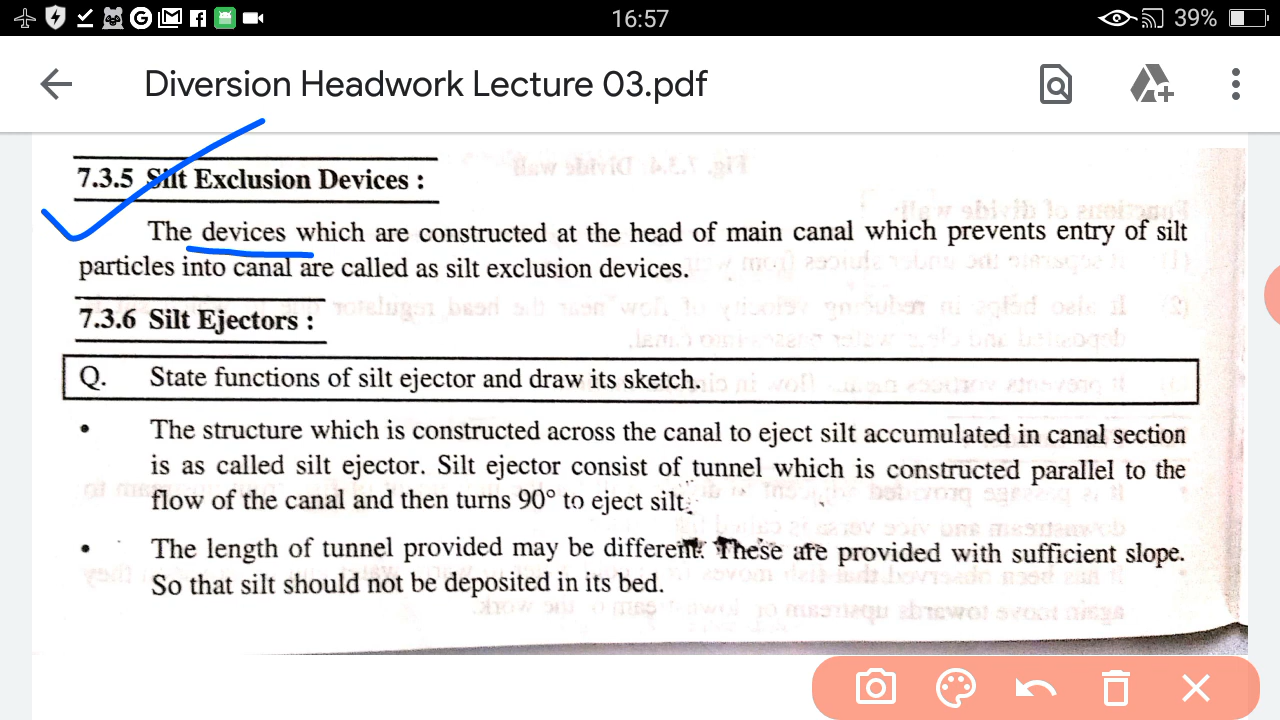 16:57
39%
Diversion Headwork Lecture 03.pdf
7.3.5 Silt Exclusion Devices :
The devices which are constructed at the head of main canal which prevents entry of silt
particles into canal are called as silt exclusion devices.
7.3.6 Silt Ejectors :
Q. State functions of silt ejector and draw its sketch.
• The structure which is constructed across the canal to eject silt accumulated in canal section
is as called silt ejector. Silt ejector consist of tunnel which is constructed parallel to the
flow of the canal and then turns 90° to eject silt.
• The length of tunnel provided may be different. These are provided with sufficient slope.
So that silt should not be deposited in its bed.